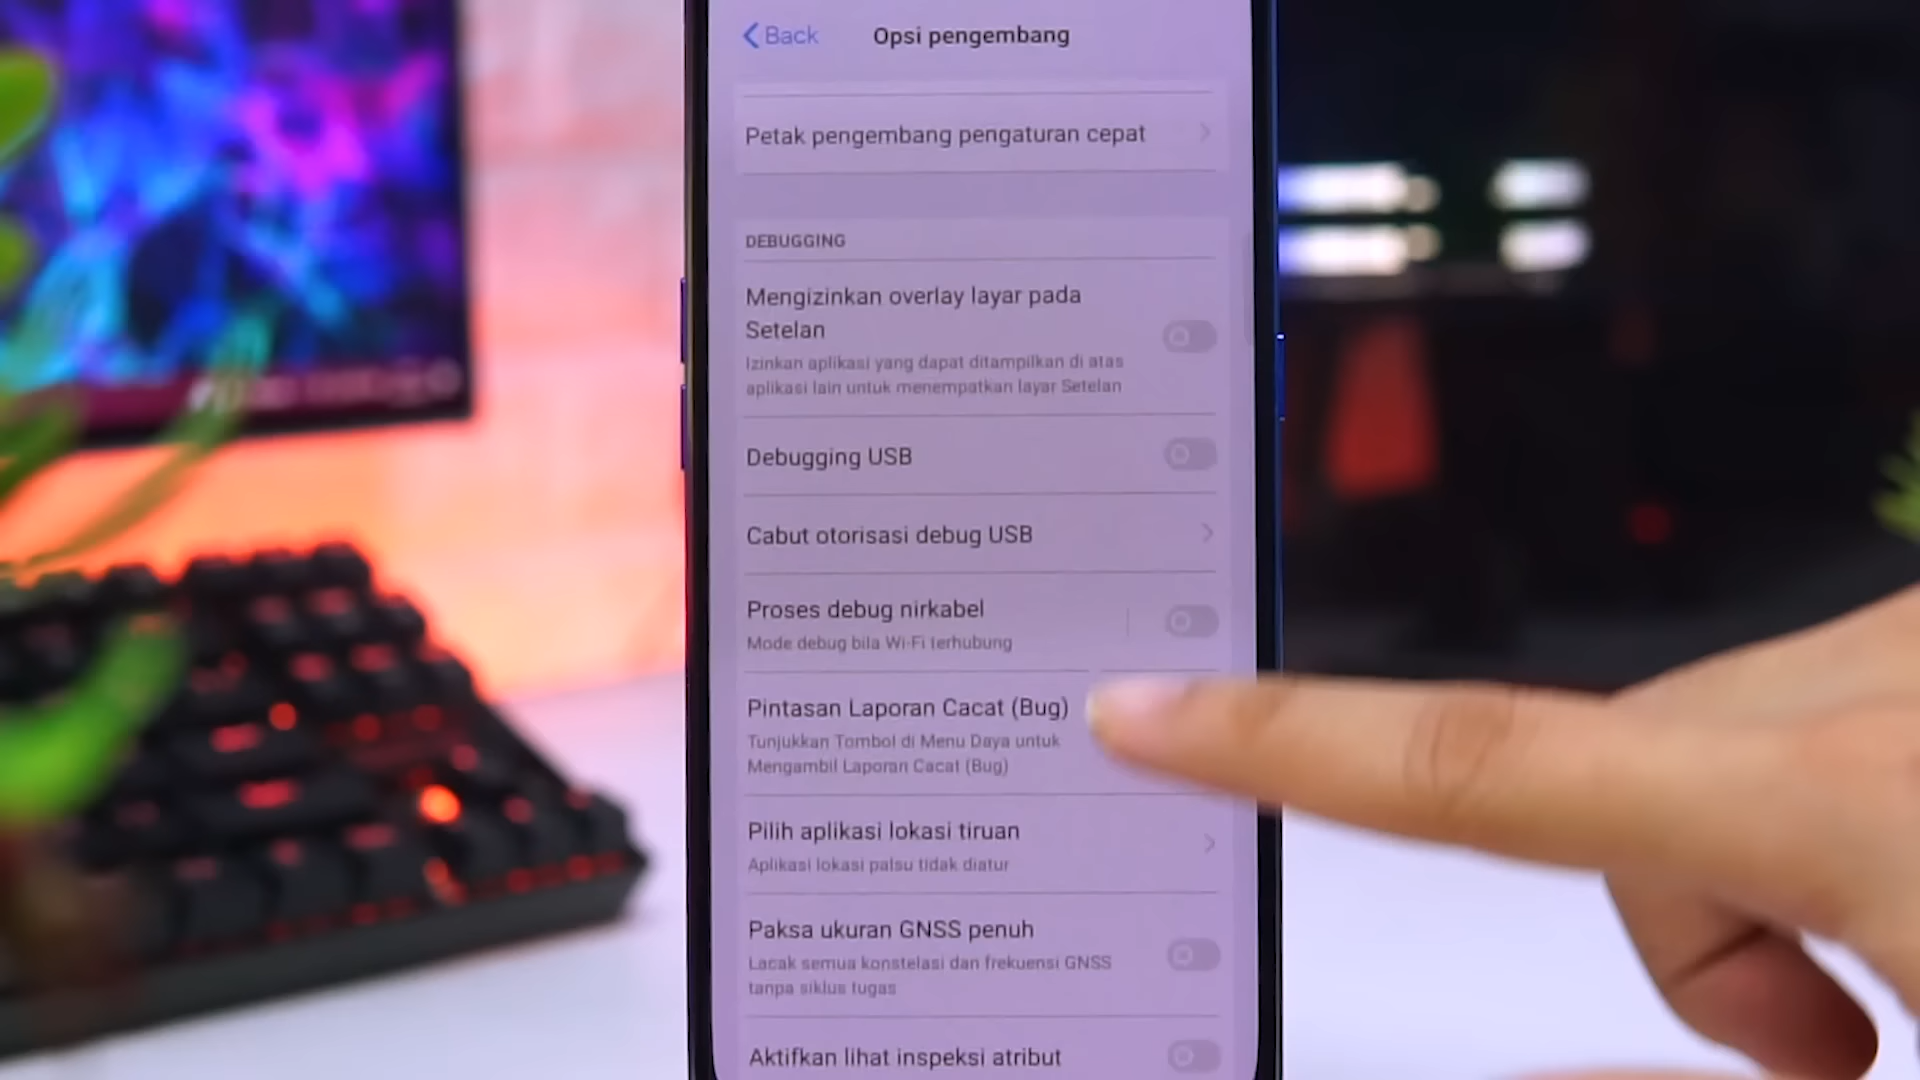 Back
Opsi pengembang
Petak pengembang pengaturan cepat
DEBUGGING
Mengizinkan overlay layar pada
Setelan
Izinkan aplikasi yang dapat ditampilkan di atas
aplikasi lain untuk menempatkan layar Setelan
Debugging USB
Cabut otorisasi debug USB
Proses debug nirkabel
Mode debug bila Wi-Fi terhubung
Pintasan Laporan Cacat (Bug)
Tunjukkan Tombol di Menu Daya untuk
Mengambil Laporan Cacat (Bug)
Pilih aplikasi lokasi tiruan
Aplikasi lokasi palsu tidak diatur
Paksa ukuran GNSS penuh
Lacak semua konstelasi dan frekuensi GNSS
tanpa siklus tugas
Aktifkan lihat inspeksi atribut